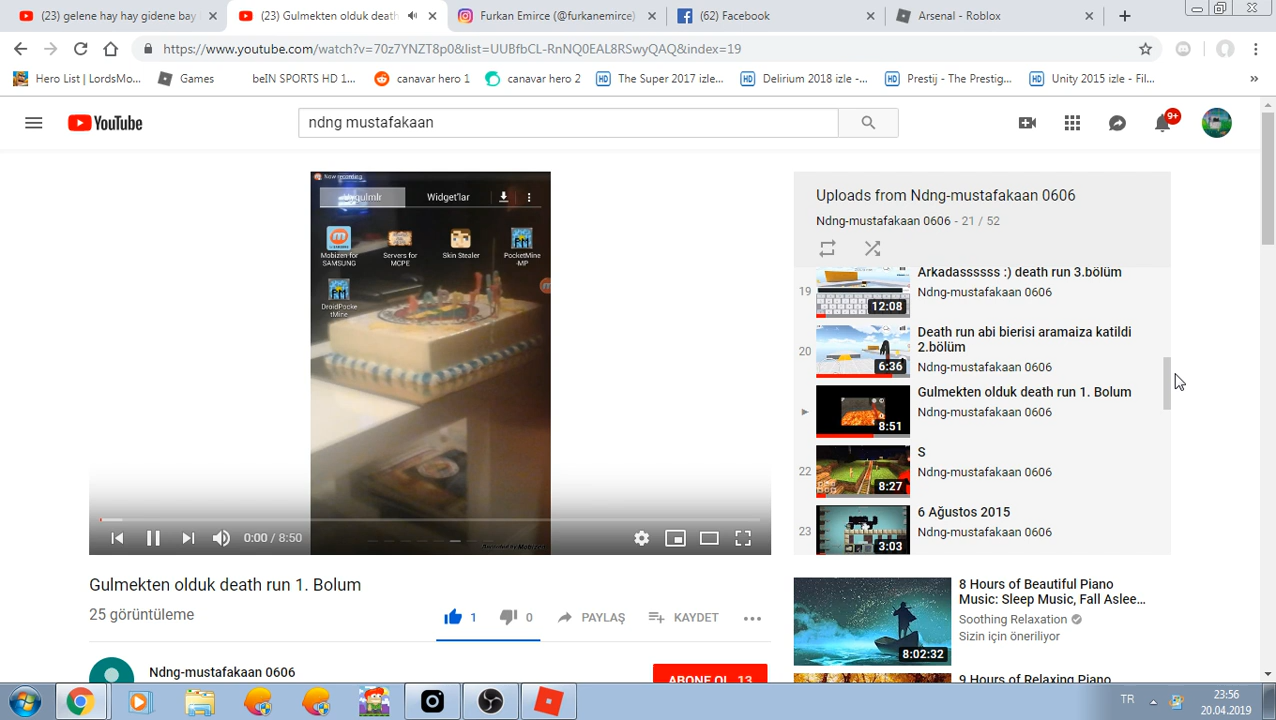 (23) gelene hay hay gidene bay
(23) Gulmekten olduk death
Furkan Emirce (@furkanemirce)
(62) Facebook
Arsenal - Roblox
https://www.youtube.com/watch?v=70z7YNZT8p0&list=UUBfbCL-RnNQ0EAL8RSwyQAQ&index=19
Hero List | LordsMo...
Games
beIN SPORTS HD 1...
canavar hero 1
canavar hero 2
The Super 2017 izle...
Delirium 2018 izle -...
Prestij - The Prestig...
Unity 2015 izle - Fil...
YouTube
ndng mustafakaan
9+
Now recording
Widget'lar
Mobizen for SAMSUNG
Servers for MCPE
Skin Stealer
PocketMine-MP
DroidPocketMine
0:00 / 8:50
Uploads from Ndng-mustafakaan 0606
Ndng-mustafakaan 0606 - 21 / 52
19
12:08
Arkadassssss :) death run 3.bölüm
Ndng-mustafakaan 0606
20
6:36
Death run abi bierisi aramaiza katildi
2.bölüm
Ndng-mustafakaan 0606
8:51
Gulmekten olduk death run 1. Bolum
Ndng-mustafakaan 0606
22
8:27
S
Ndng-mustafakaan 0606
23
3:03
6 Ağustos 2015
Ndng-mustafakaan 0606
Gulmekten olduk death run 1. Bolum
25 görüntüleme
1
0
PAYLAŞ
KAYDET
Ndng-mustafakaan 0606
ABONE OL 13
8 Hours of Beautiful Piano
Music: Sleep Music, Fall Aslee...
Soothing Relaxation
Sizin için öneriliyor
8:02:32
9 Hours of Relaxing Piano
TR
23:56
20.04.2019